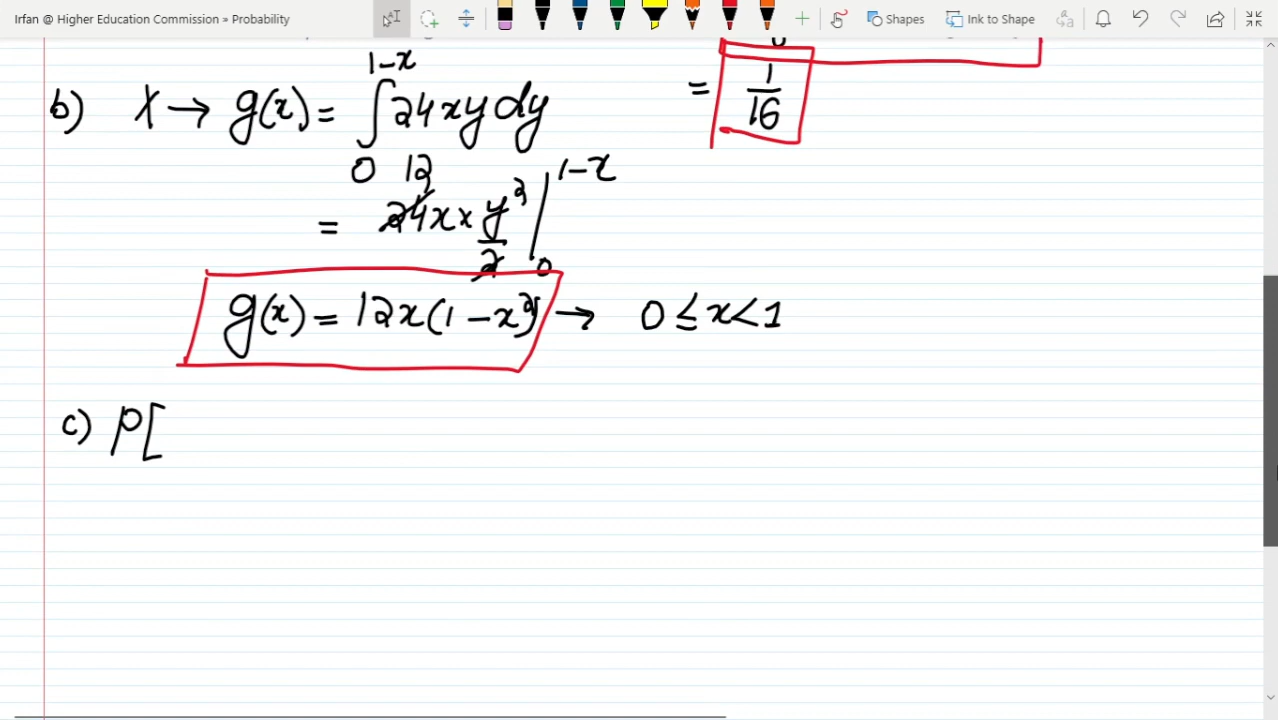 Irfan @ Higher Education Commission » Probability
Shapes
Ink to Shape
b) X → g(x) = ∫₀^{1-x} 24xy dy
= 1/16
12
= 24x × y²/2 |₀^{1-x}
g(x) = 12x(1-x²) → 0 ≤ x < 1
c) P[